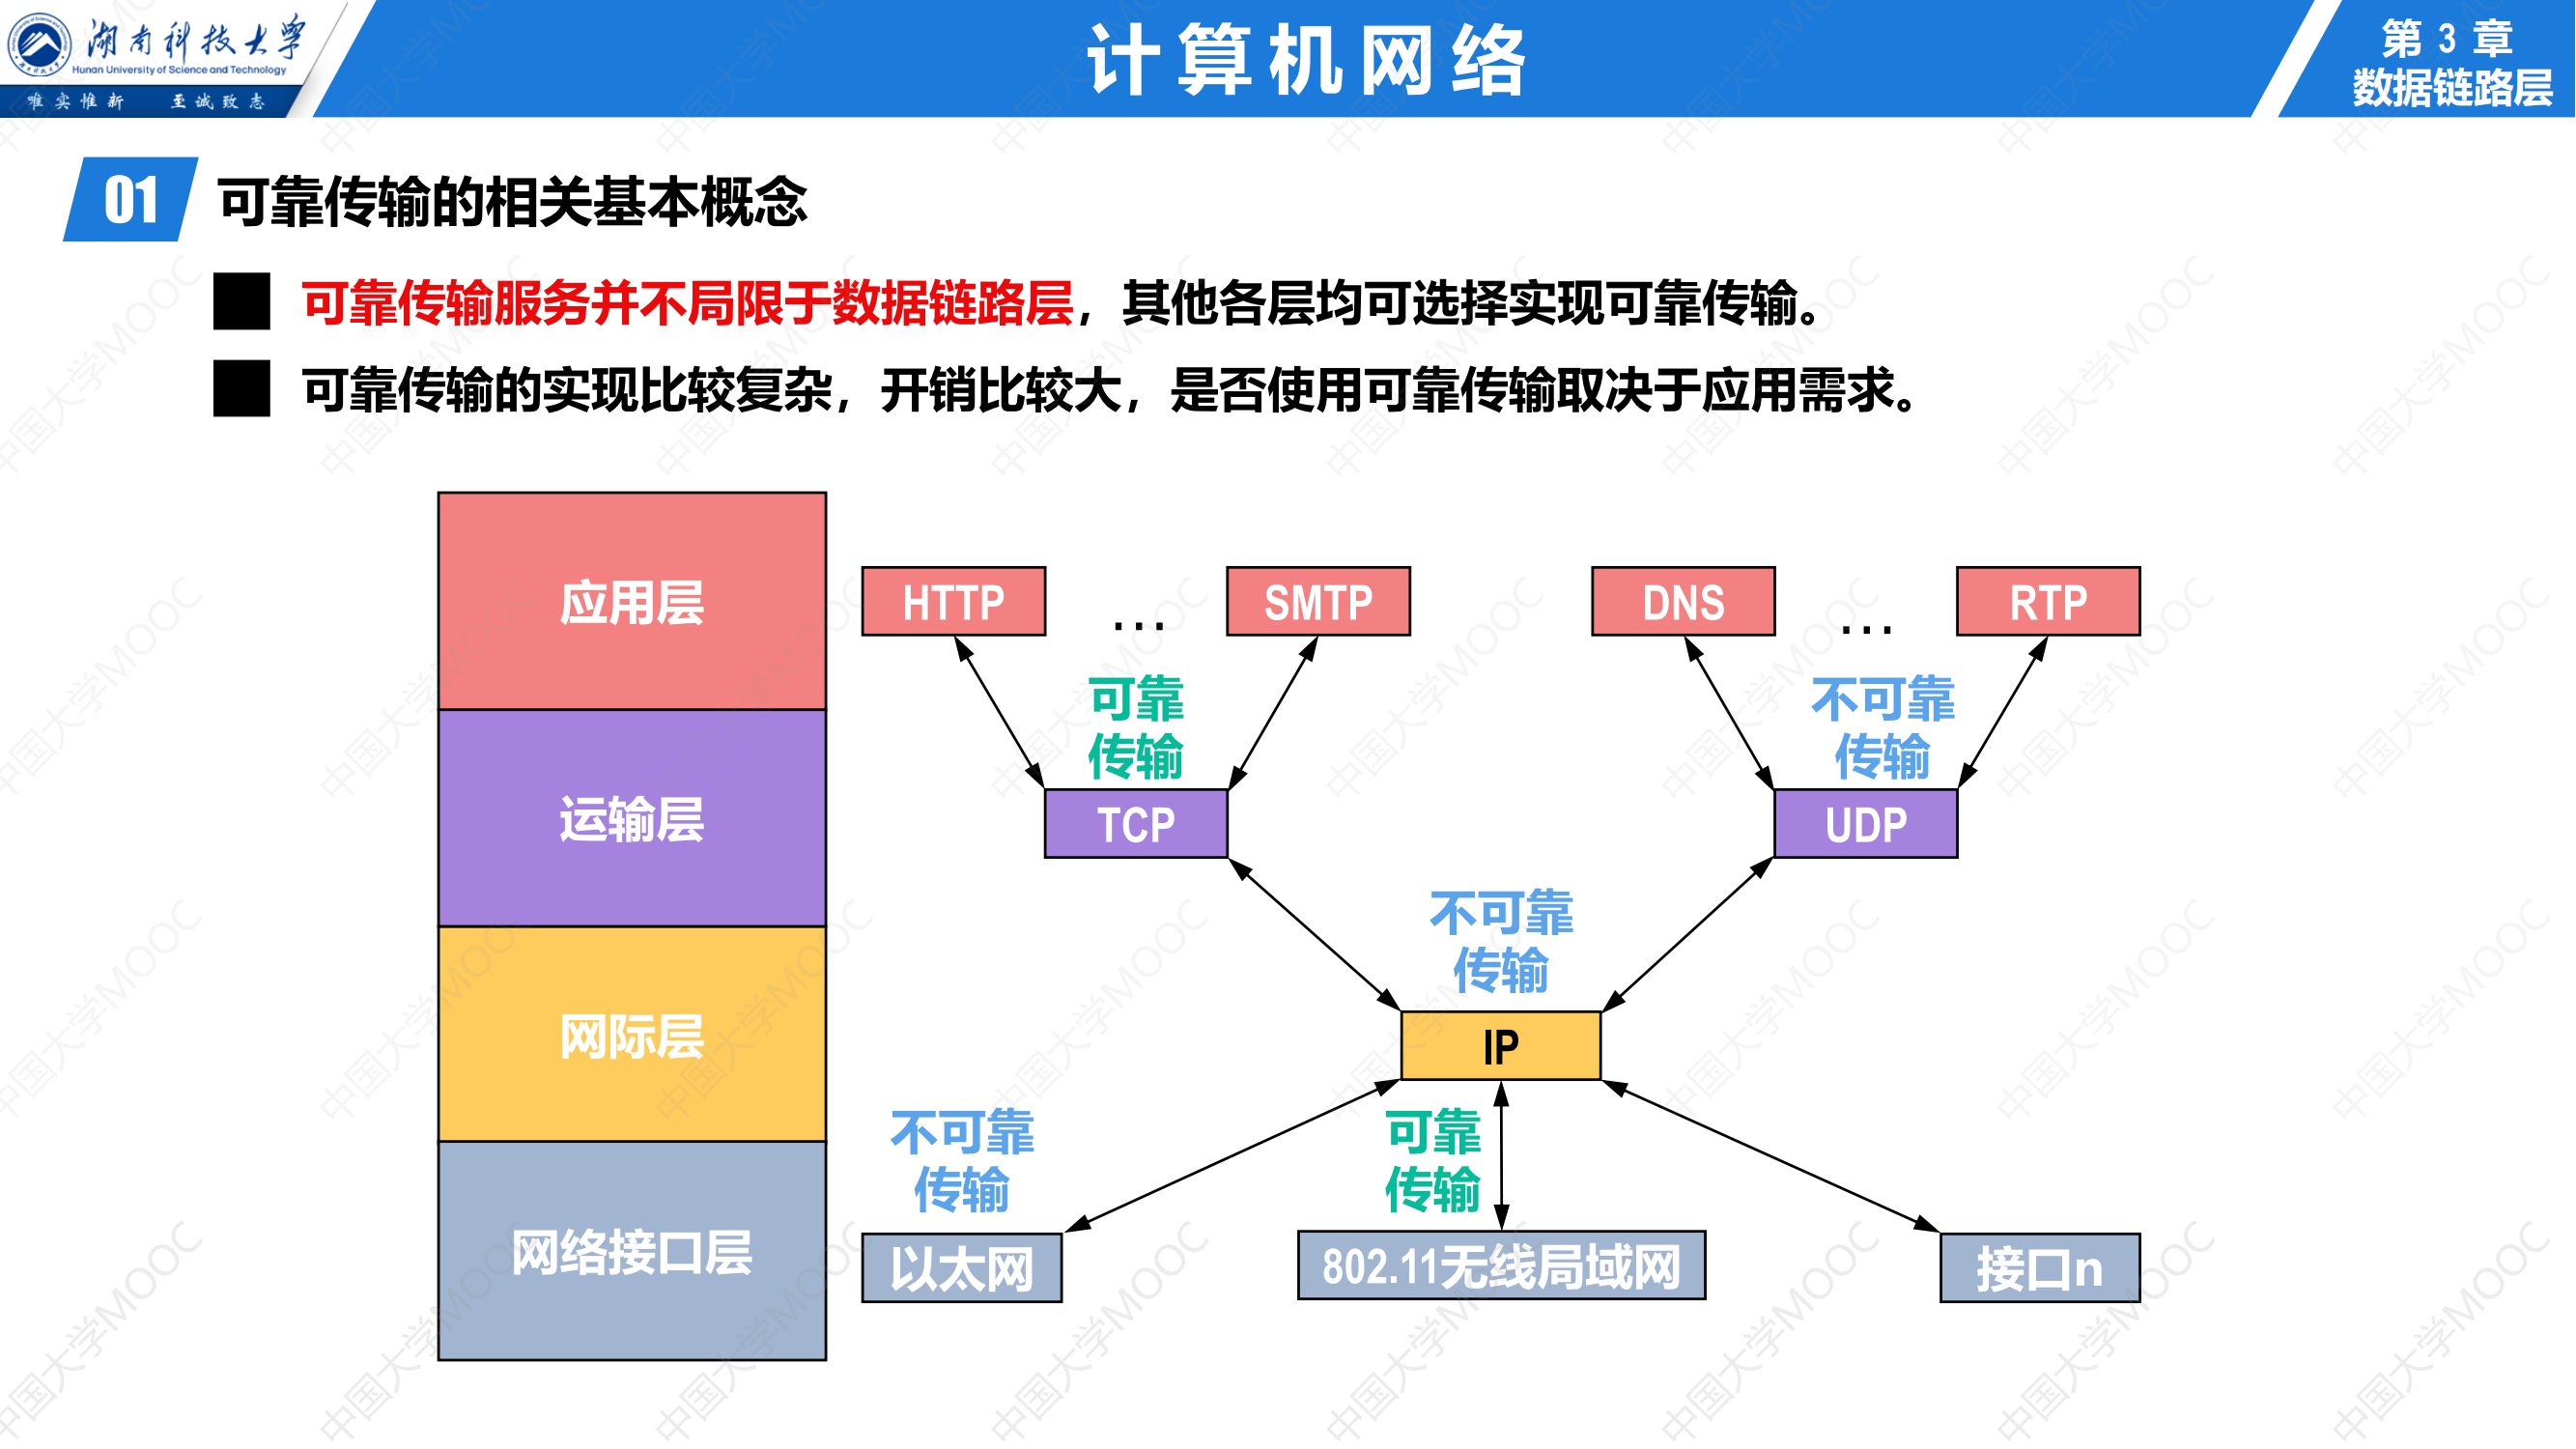 湖南科技大学
Hunan University of Science and Technology
唯实惟新 至诚致志
计算机网络
第 3 章
数据链路层
01 可靠传输的相关基本概念
可靠传输服务并不局限于数据链路层，其他各层均可选择实现可靠传输。
可靠传输的实现比较复杂，开销比较大，是否使用可靠传输取决于应用需求。
应用层
HTTP … SMTP DNS … RTP
可靠
传输
不可靠
传输
运输层
TCP UDP
不可靠
传输
网际层
IP
不可靠
传输
可靠
传输
网络接口层
以太网 802.11无线局域网 接口n
中国大学MOOC